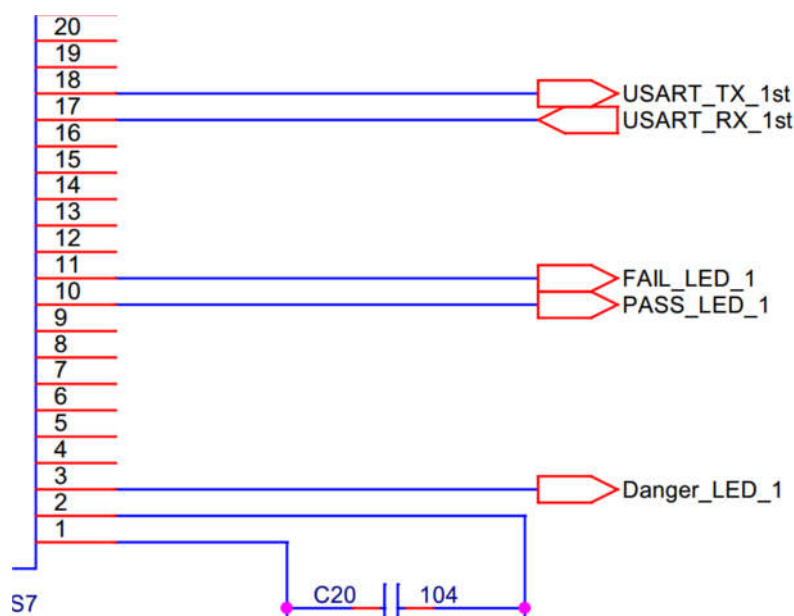 20
19
18 USART_TX_1st
17 USART_RX_1st
16
15
14
13
12
11 FAIL_LED_1
10 PASS_LED_1
9
8
7
6
5
4
3 Danger_LED_1
2
1
S7 C20 104